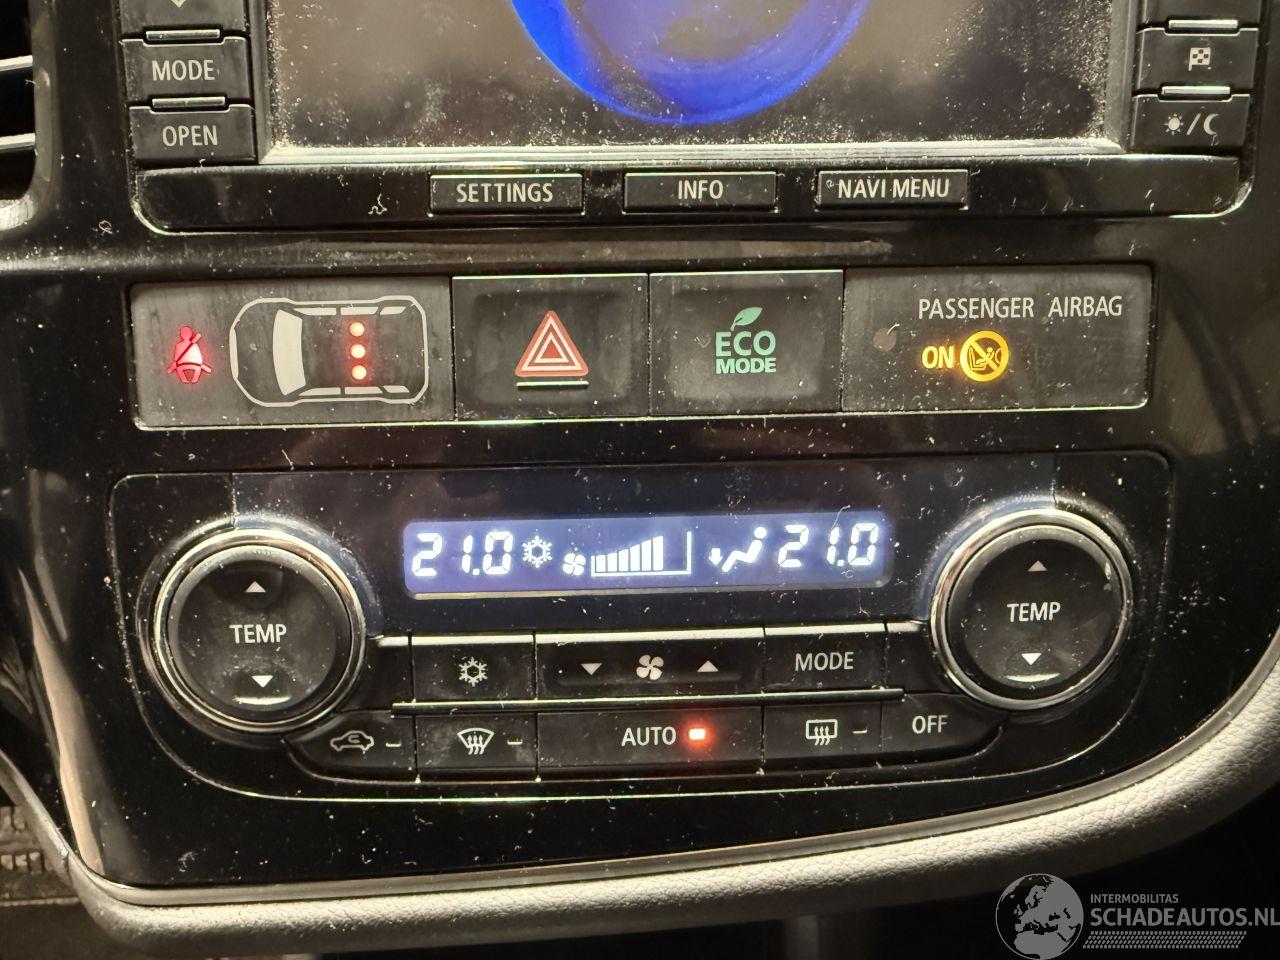 MODE
OPEN
SETTINGS INFO NAVI MENU
PASSENGER AIRBAG
ECO
MODE
ON
21.0 21.0
TEMP
TEMP
MODE
AUTO
OFF
INTERMOBILITAS
SCHADEAUTOS.NL